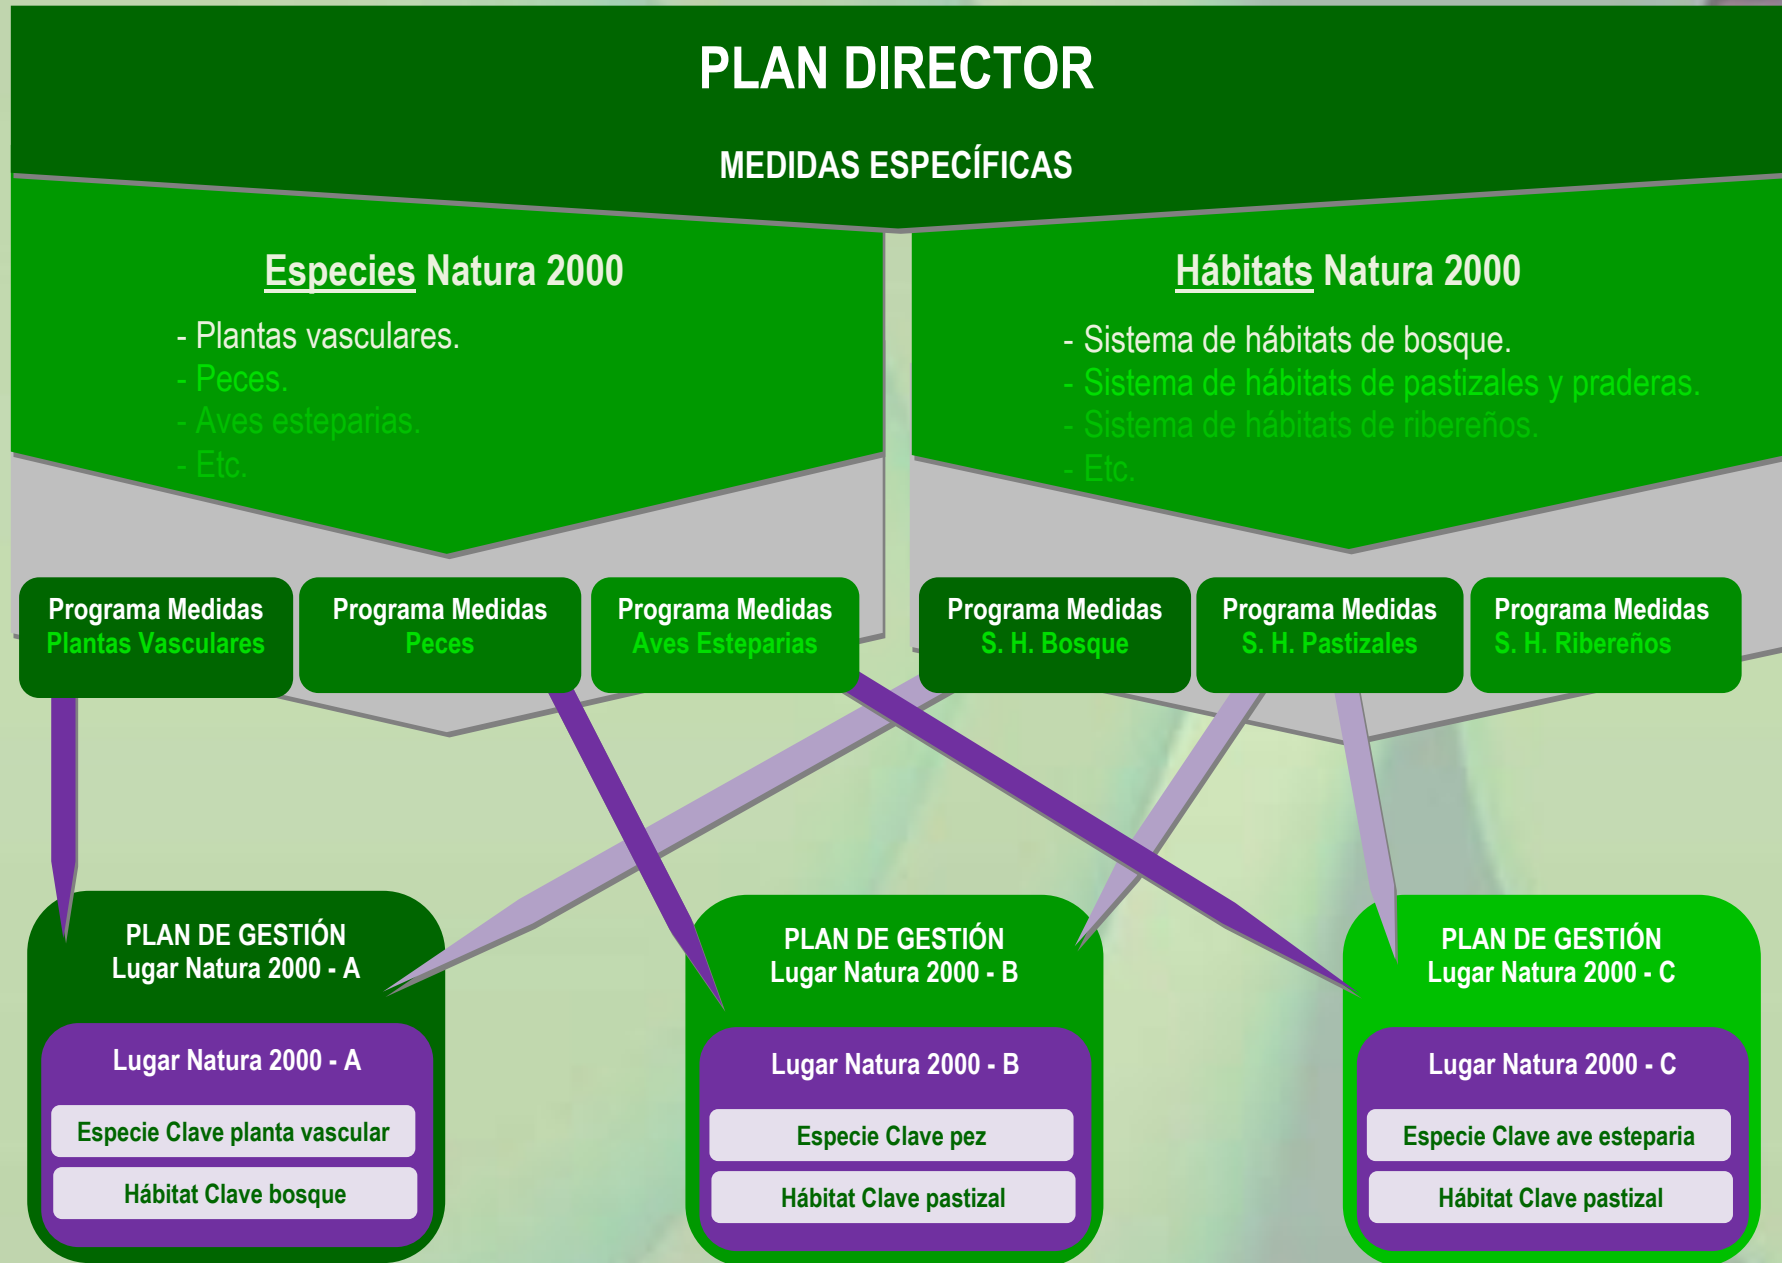 PLAN DIRECTOR
MEDIDAS ESPECÍFICAS
Especies Natura 2000
- Plantas vasculares.
- Peces.
- Aves esteparias.
- Etc.
Hábitats Natura 2000
- Sistema de hábitats de bosque.
- Sistema de hábitats de pastizales y praderas.
- Sistema de hábitats de ribereños.
- Etc.
Programa Medidas
Plantas Vasculares
Programa Medidas
Peces
Programa Medidas
Aves Esteparias
Programa Medidas
S. H. Bosque
Programa Medidas
S. H. Pastizales
Programa Medidas
S. H. Ribereños
PLAN DE GESTIÓN
Lugar Natura 2000 - A
Lugar Natura 2000 - A
Especie Clave planta vascular
Hábitat Clave bosque
PLAN DE GESTIÓN
Lugar Natura 2000 - B
Lugar Natura 2000 - B
Especie Clave pez
Hábitat Clave pastizal
PLAN DE GESTIÓN
Lugar Natura 2000 - C
Lugar Natura 2000 - C
Especie Clave ave esteparia
Hábitat Clave pastizal